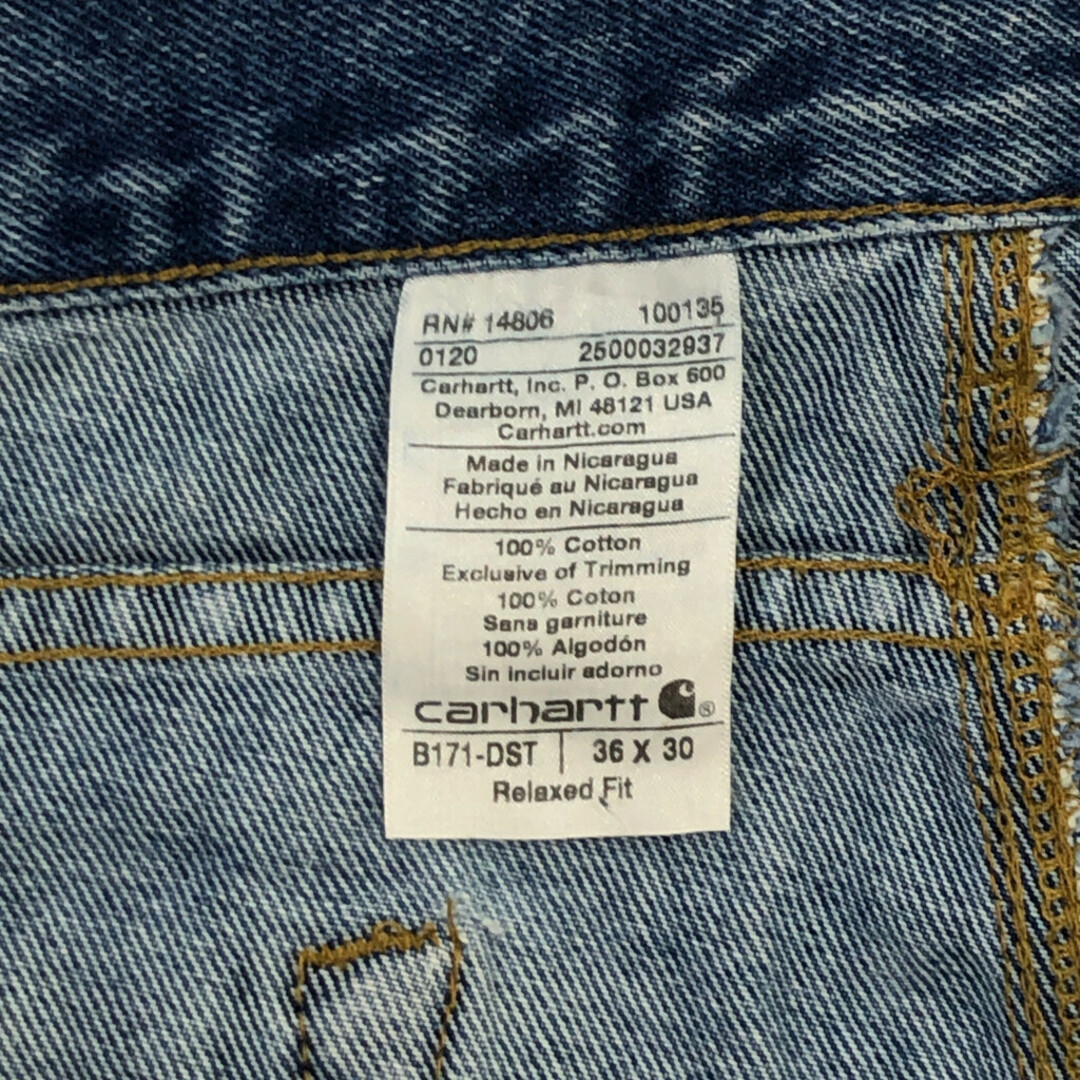 RN# 14806 100135
0120 2500032937
Carhartt, Inc. P. O. Box 600
Dearborn, MI 48121 USA
Carhartt.com
Made in Nicaragua
Fabriqué au Nicaragua
Hecho en Nicaragua
100% Cotton
Exclusive of Trimming
100% Coton
Sans garniture
100% Algodón
Sin incluir adorno
carhartt ®
B171-DST | 36 X 30
Relaxed Fit